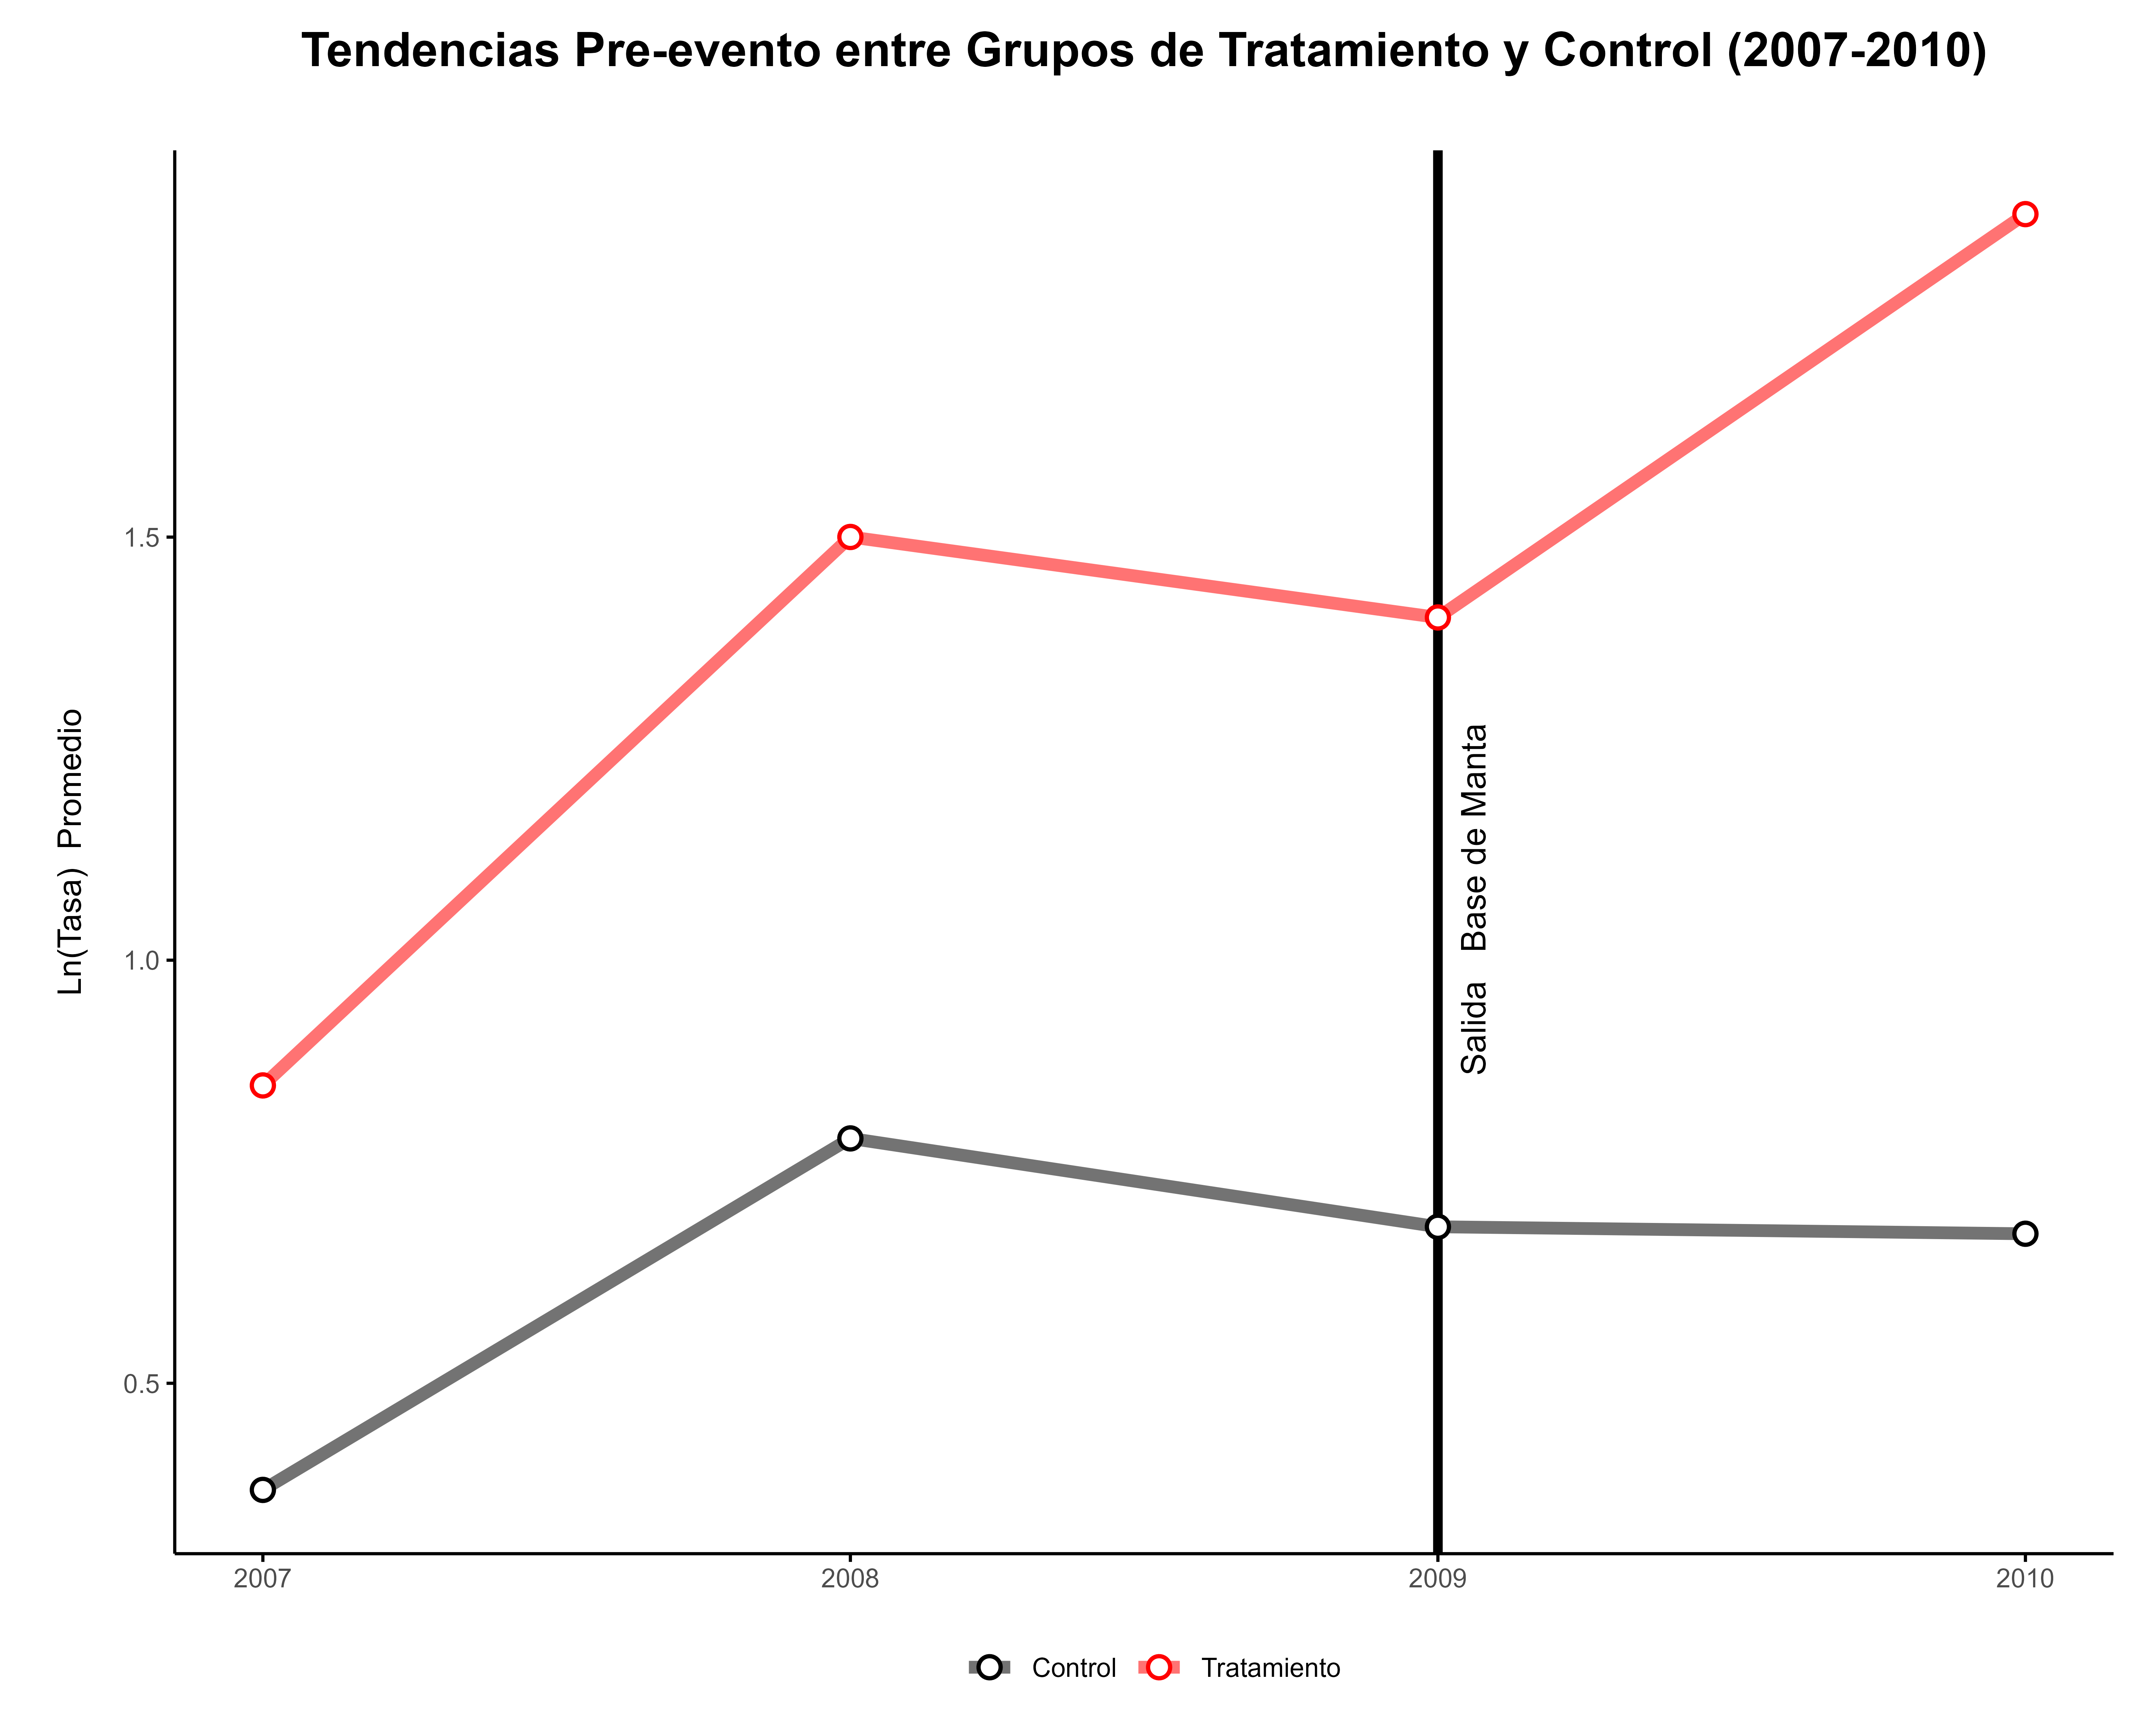 Tendencias Pre-evento entre Grupos de Tratamiento y Control (2007-2010)
Ln(Tasa) Promedio
1.5
1.0
0.5
Salida Base de Manta
2007 2008 2009 2010
Control Tratamiento